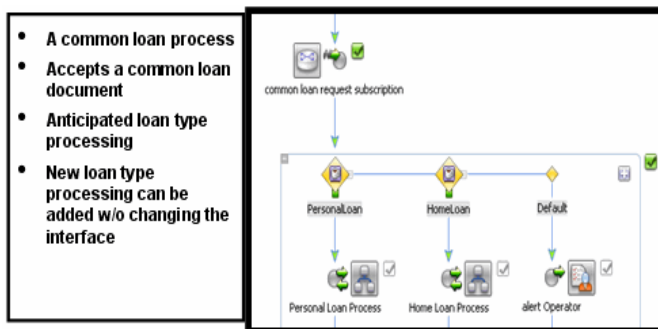 • A common loan process
• Accepts a common loan
document
• Anticipated loan type
processing
• New loan type
processing can be
added w/o changing the
interface
common loan request subscription
PersonalLoan
HomeLoan
Default
Personal Loan Process
Home Loan Process
alert Operator